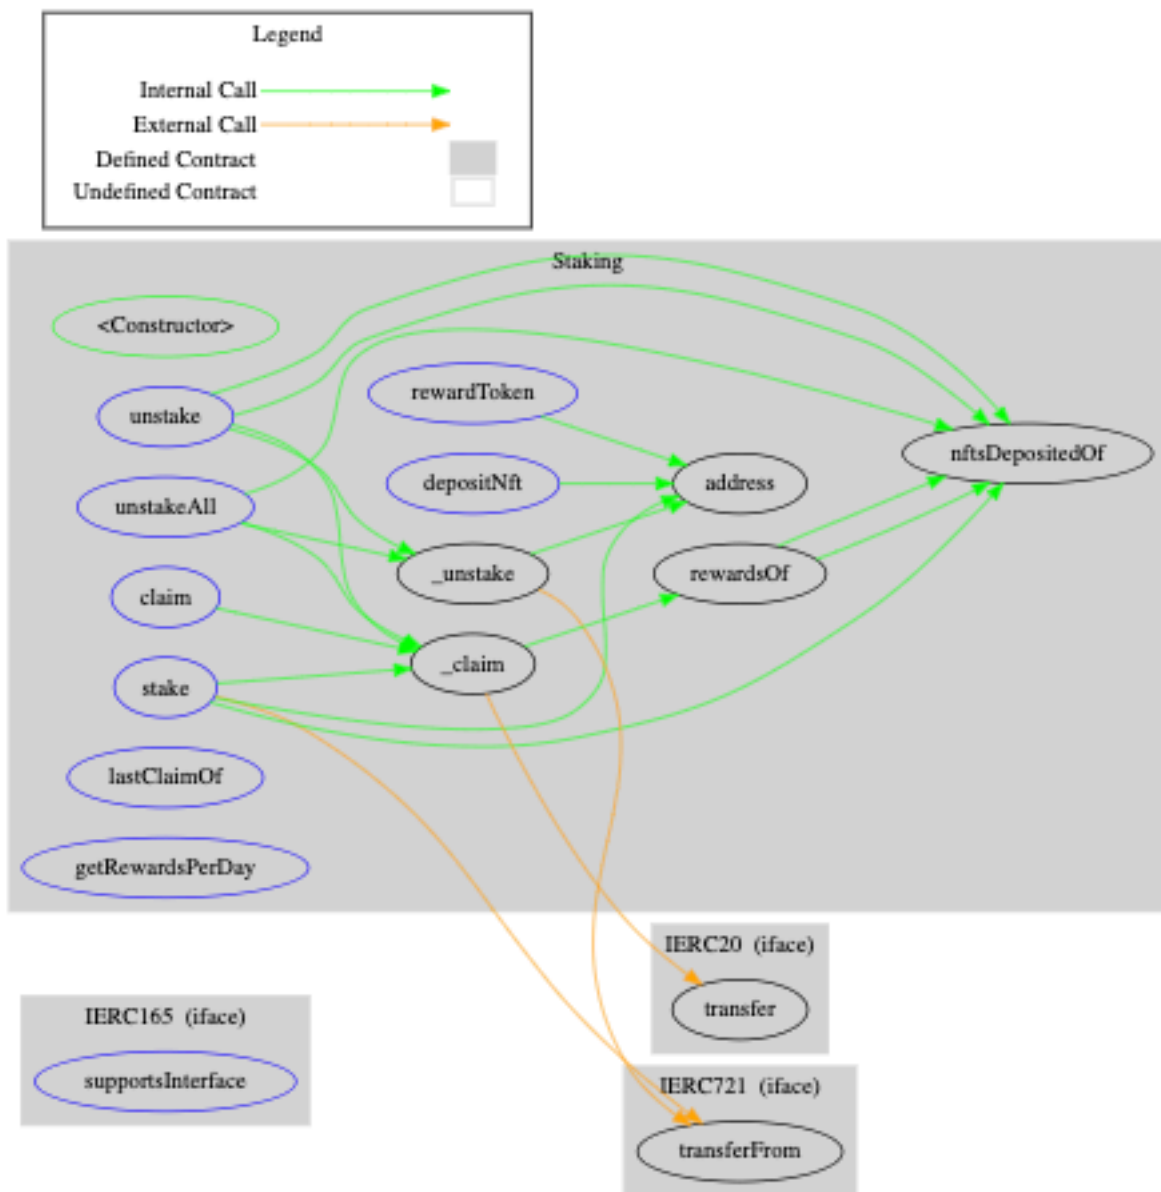 Legend
Internal Call
External Call
Defined Contract
Undefined Contract
Staking
<Constructor>
unstake
rewardToken
nftsDepositedOf
unstakeAll
depositNft
address
claim
_unstake
rewardsOf
stake
_claim
lastClaimOf
getRewardsPerDay
IERC20 (iface)
transfer
IERC165 (iface)
supportsInterface
IERC721 (iface)
transferFrom